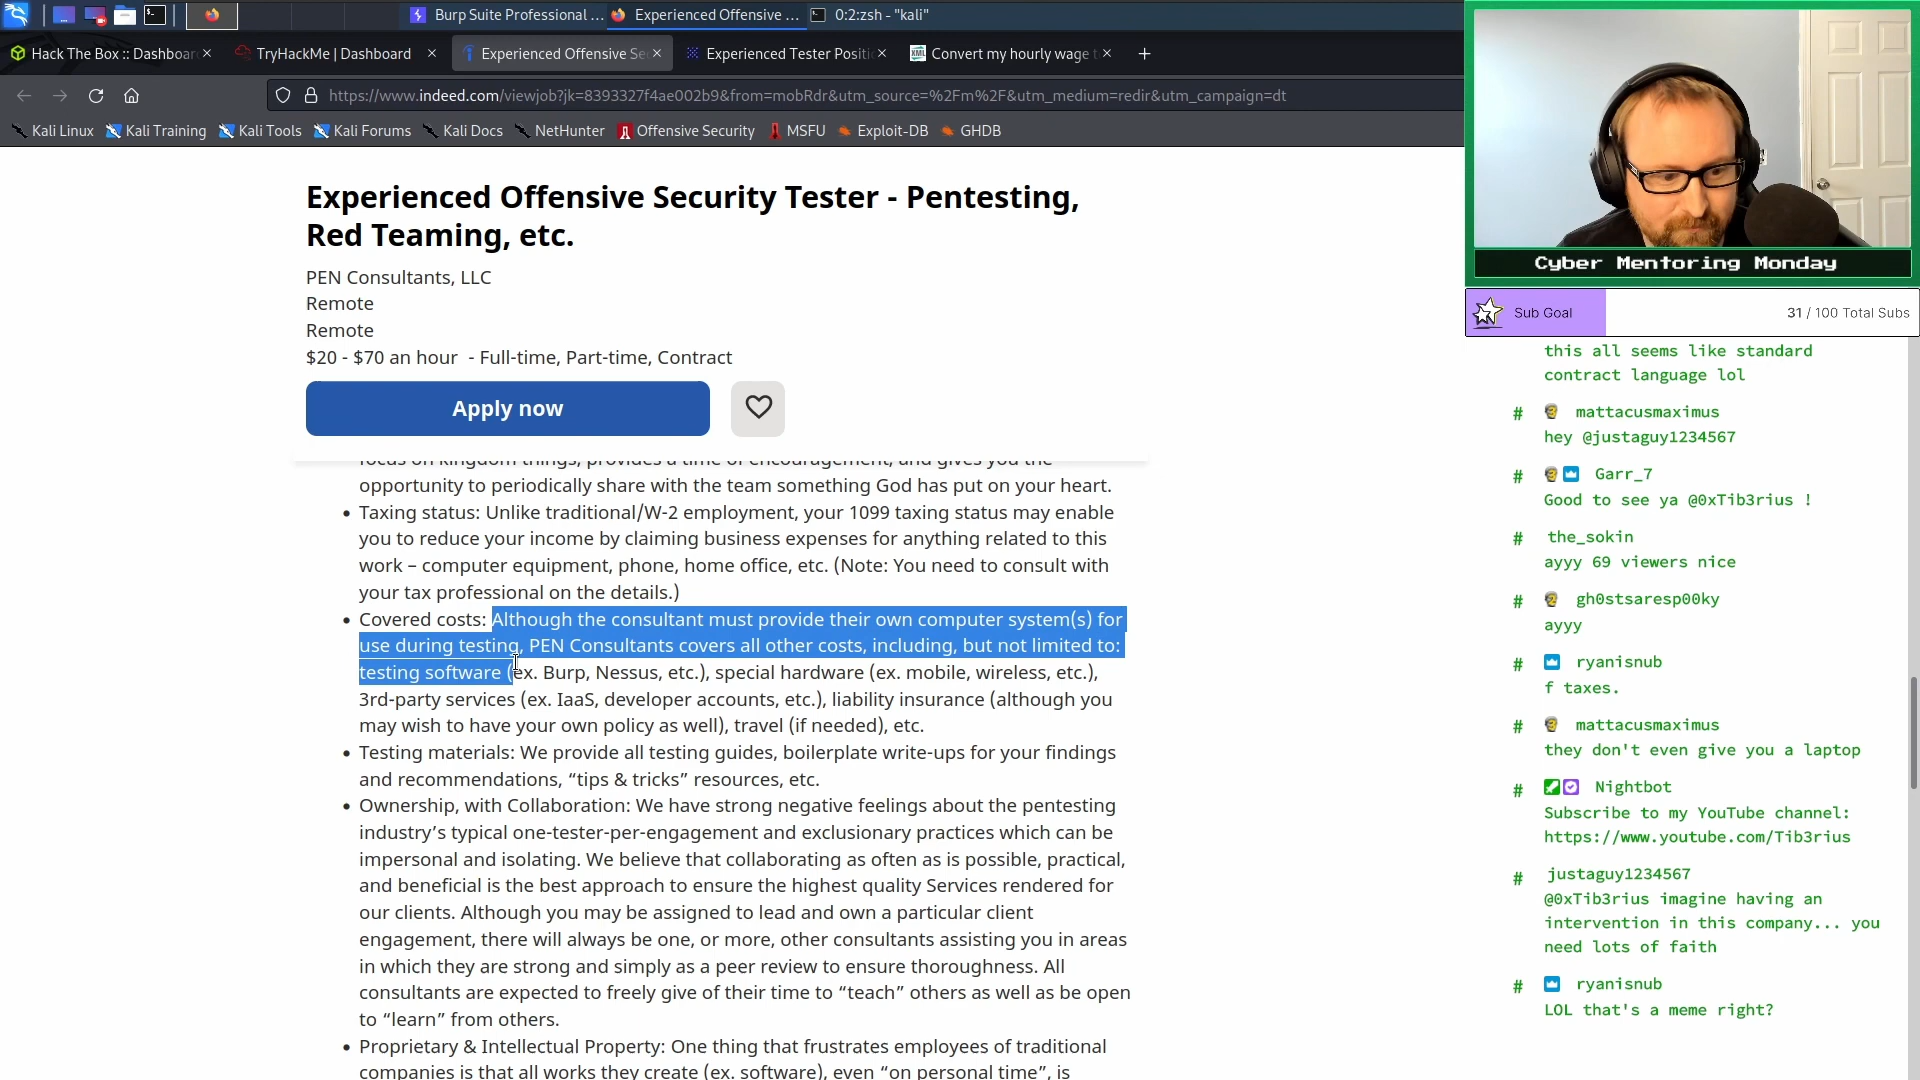 Burp Suite Professional ...
Experienced Offensive ...
0:2:zsh - "kali"
Hack The Box :: Dashboar
TryHackMe | Dashboard
Experienced Offensive Se
Experienced Tester Positi
Convert my hourly wage t
https://www.indeed.com/viewjob?jk=8393327f4ae002b9&from=mobRdr&utm_source=%2Fm%2F&utm_medium=redir&utm_campaign=dt
Kali Linux
Kali Training
Kali Tools
Kali Forums
Kali Docs
NetHunter
Offensive Security
MSFU
Exploit-DB
GHDB
Experienced Offensive Security Tester - Pentesting,
Red Teaming, etc.
PEN Consultants, LLC
Remote
Remote
$20 - $70 an hour - Full-time, Part-time, Contract
Apply now
focus on kingdom things, provides a time of encouragement, and gives you the
opportunity to periodically share with the team something God has put on your heart.
Taxing status: Unlike traditional/W-2 employment, your 1099 taxing status may enable
you to reduce your income by claiming business expenses for anything related to this
work – computer equipment, phone, home office, etc. (Note: You need to consult with
your tax professional on the details.)
Covered costs: Although the consultant must provide their own computer system(s) for
use during testing, PEN Consultants covers all other costs, including, but not limited to:
testing software (ex. Burp, Nessus, etc.), special hardware (ex. mobile, wireless, etc.),
3rd-party services (ex. IaaS, developer accounts, etc.), liability insurance (although you
may wish to have your own policy as well), travel (if needed), etc.
Testing materials: We provide all testing guides, boilerplate write-ups for your findings
and recommendations, “tips & tricks” resources, etc.
Ownership, with Collaboration: We have strong negative feelings about the pentesting
industry’s typical one-tester-per-engagement and exclusionary practices which can be
impersonal and isolating. We believe that collaborating as often as is possible, practical,
and beneficial is the best approach to ensure the highest quality Services rendered for
our clients. Although you may be assigned to lead and own a particular client
engagement, there will always be one, or more, other consultants assisting you in areas
in which they are strong and simply as a peer review to ensure thoroughness. All
consultants are expected to freely give of their time to “teach” others as well as be open
to “learn” from others.
Proprietary & Intellectual Property: One thing that frustrates employees of traditional
companies is that all works they create (ex. software), even “on personal time”, is
Cyber Mentoring Monday
Sub Goal
31 / 100 Total Subs
this all seems like standard
contract language lol
# mattacusmaximus
hey @justaguy1234567
# Garr_7
Good to see ya @0xTib3rius !
# the_sokin
ayyy 69 viewers nice
# gh0stsaresp00ky
ayyy
# ryanisnub
f taxes.
# mattacusmaximus
they don't even give you a laptop
# Nightbot
Subscribe to my YouTube channel:
https://www.youtube.com/Tib3rius
# justaguy1234567
@0xTib3rius imagine having an
intervention in this company... you
need lots of faith
# ryanisnub
LOL that's a meme right?